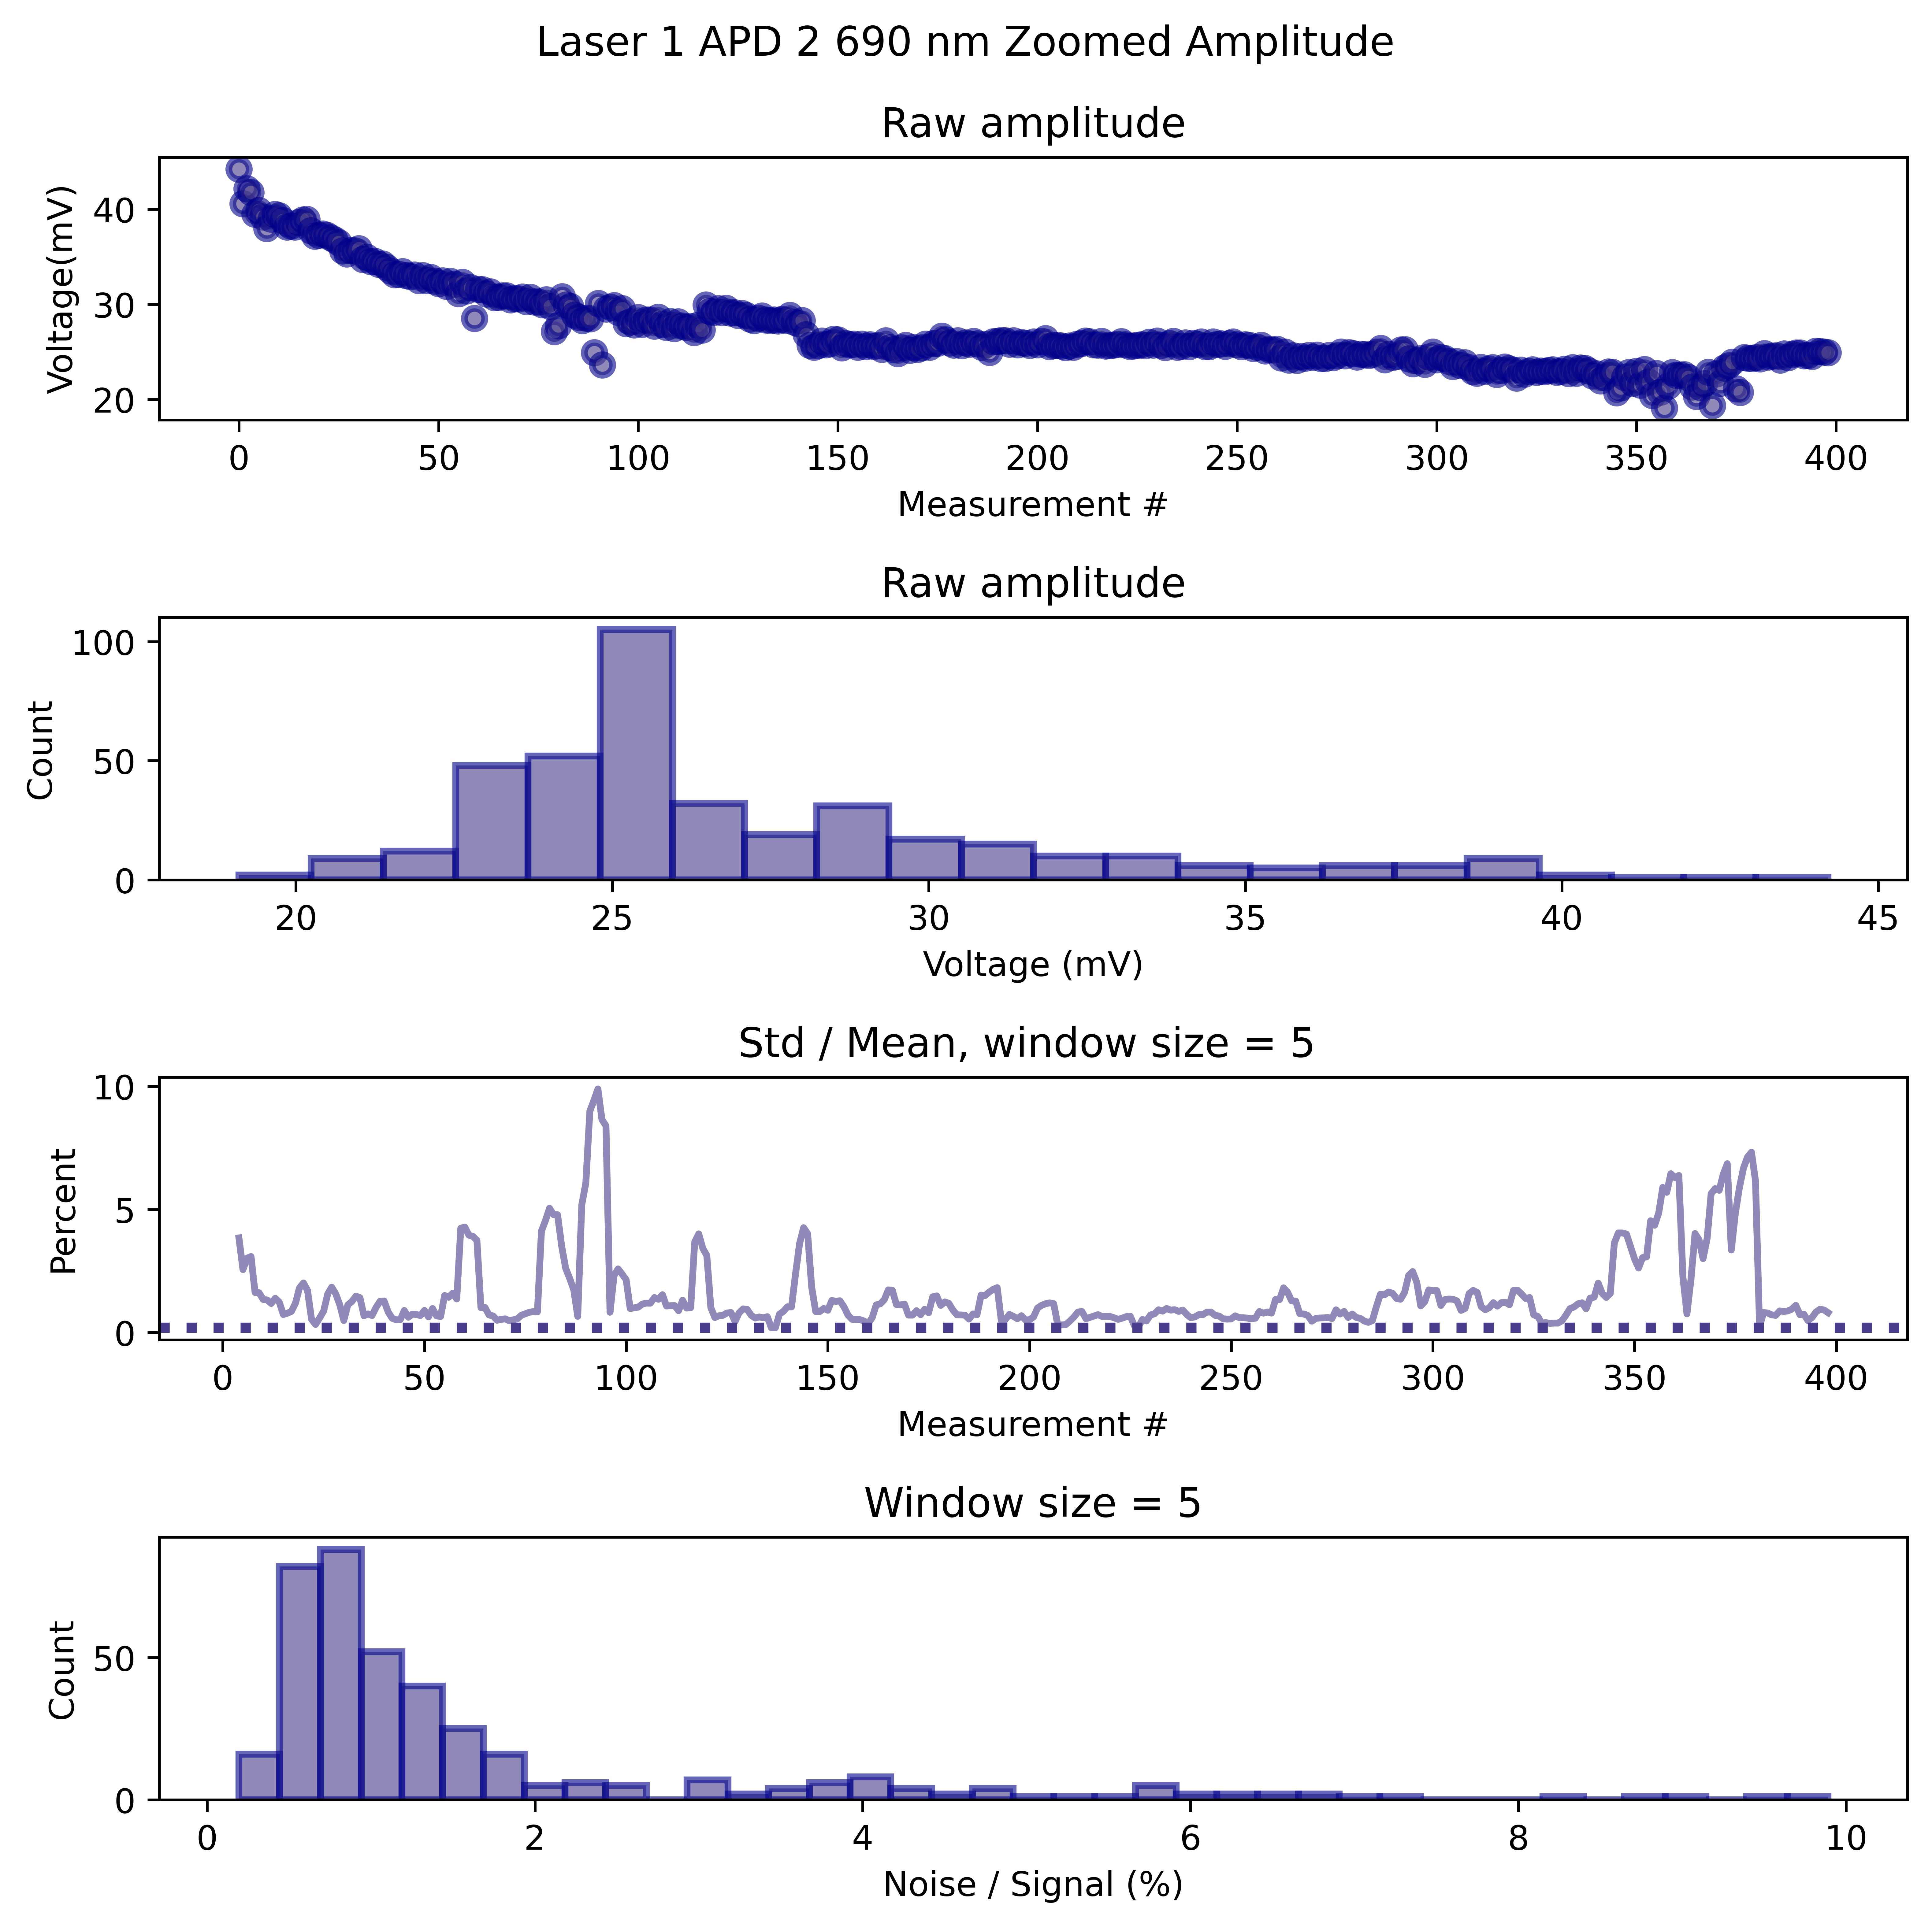 Laser 1 APD 2 690 nm Zoomed Amplitude
Raw amplitude
Voltage(mV)
40
30
20
0 50 100 150 200 250 300 350 400
Measurement #
Raw amplitude
Count
100
50
0
20 25 30 35 40 45
Voltage (mV)
Std / Mean, window size = 5
Percent
10
5
0
0 50 100 150 200 250 300 350 400
Measurement #
Window size = 5
Count
50
0
0 2 4 6 8 10
Noise / Signal (%)